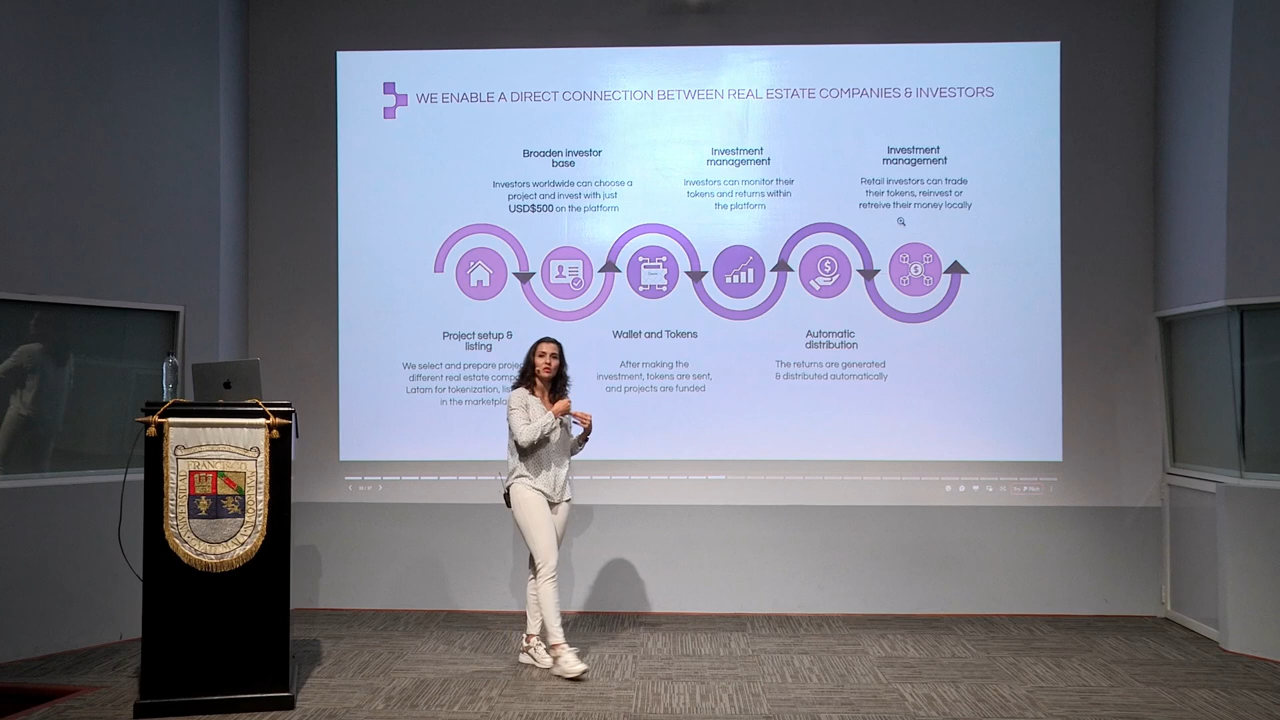 WE ENABLE A DIRECT CONNECTION BETWEEN REAL ESTATE COMPANIES & INVESTORS
Broaden investor
base
Investors worldwide can choose a
project and invest with just
USD$500 on the platform
Investment
management
Investors can monitor their
tokens and returns within
the platform
Investment
management
Retail investors can trade
their tokens, reinvest or
retreive their money locally
Project setup &
listing
We select and prepare
different real estate
Latam for tokenization,
in the
Wallet and Tokens
After making the
investment, tokens are sent,
and projects are funded
Automatic
distribution
The returns are generated
& distributed automatically
FRANCISCO